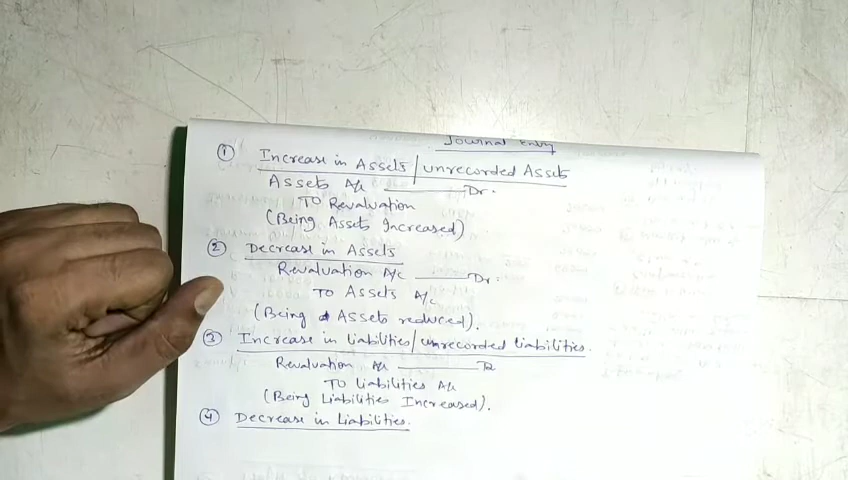 Journal Entry
① Increase in Assets / unrecorded Assets
Assets A/c ——— Dr.
To Revaluation
(Being Assets Increased)
② Decrease in Assets
Revaluation A/c ——— Dr.
To Assets A/c
(Being Assets reduced).
③ Increase in liabilities / unrecorded liabilities.
Revaluation A/c ———
To liabilities A/c
(Being Liabilities Increased).
④ Decrease in Liabilities.